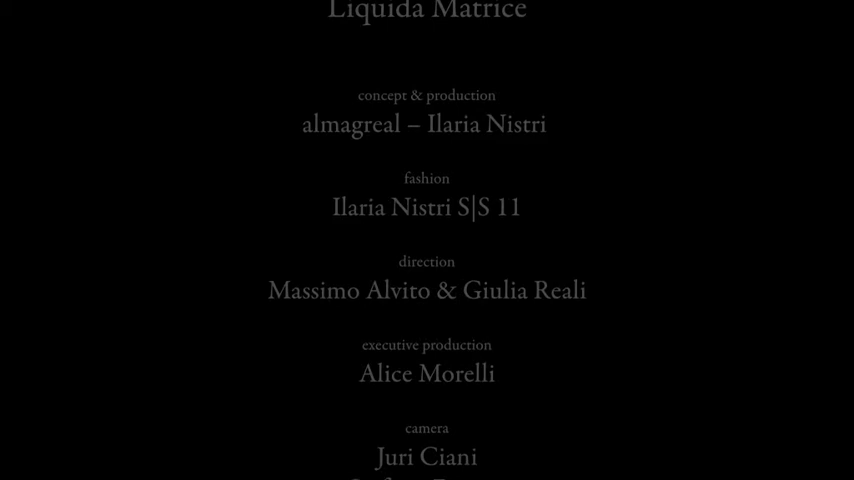 Liquida Matrice
concept & production
almagreal – Ilaria Nistri
fashion
Ilaria Nistri S|S 11
direction
Massimo Alvito & Giulia Reali
executive production
Alice Morelli
camera
Juri Ciani